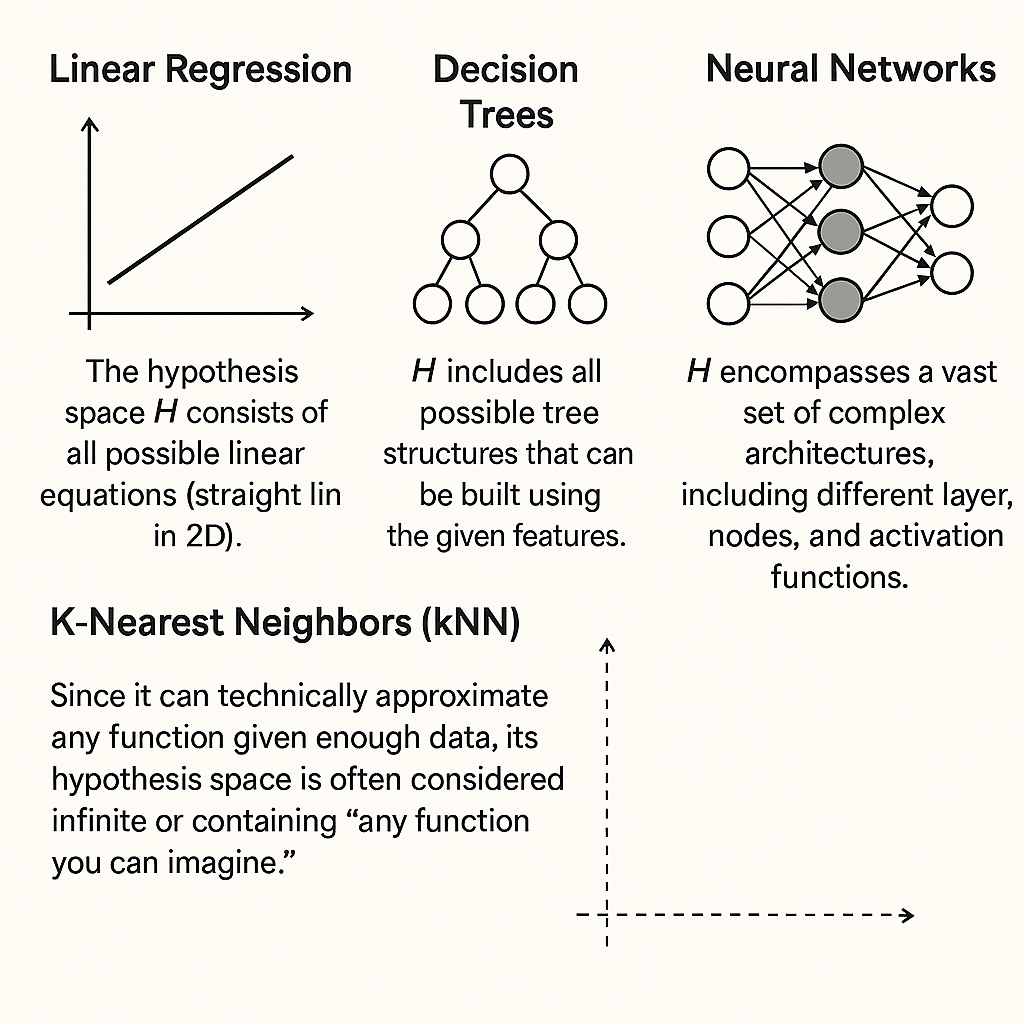 Linear Regression
The hypothesis
space H consists of
all possible linear
equations (straight lin
in 2D).
Decision
Trees
H includes all
possible tree
structures that can
be built using
the given features.
Neural Networks
H encompasses a vast
set of complex
architectures,
including different layer,
nodes, and activation
functions.
K-Nearest Neighbors (kNN)
Since it can technically approximate
any function given enough data, its
hypothesis space is often considered
infinite or containing “any function
you can imagine.”